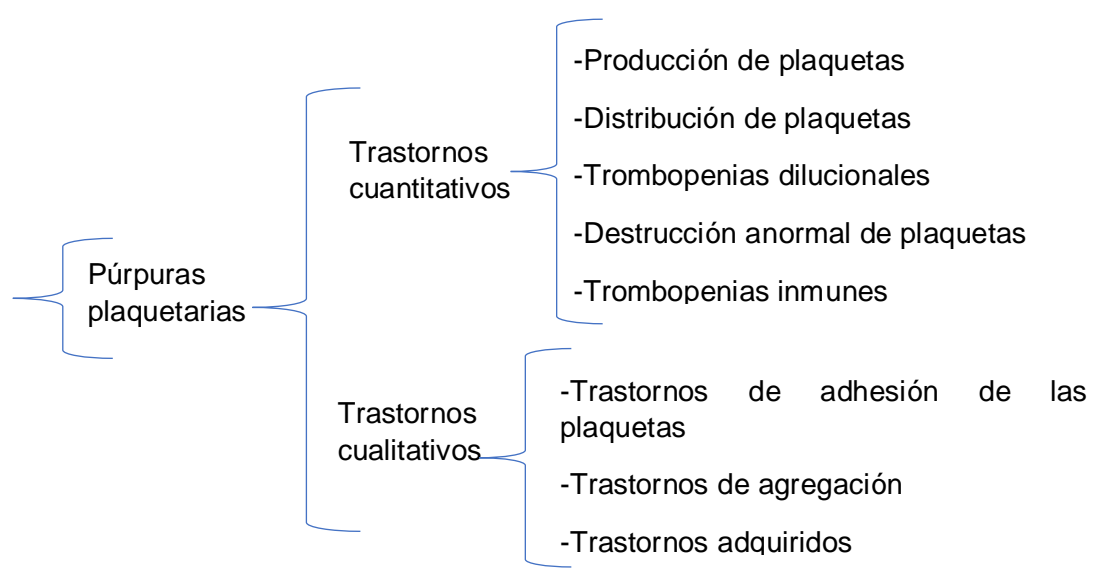 Púrpuras
plaquetarias
Trastornos
cuantitativos
-Producción de plaquetas
-Distribución de plaquetas
-Trombopenias dilucionales
-Destrucción anormal de plaquetas
-Trombopenias inmunes
Trastornos
cualitativos
-Trastornos de adhesión de las
plaquetas
-Trastornos de agregación
-Trastornos adquiridos